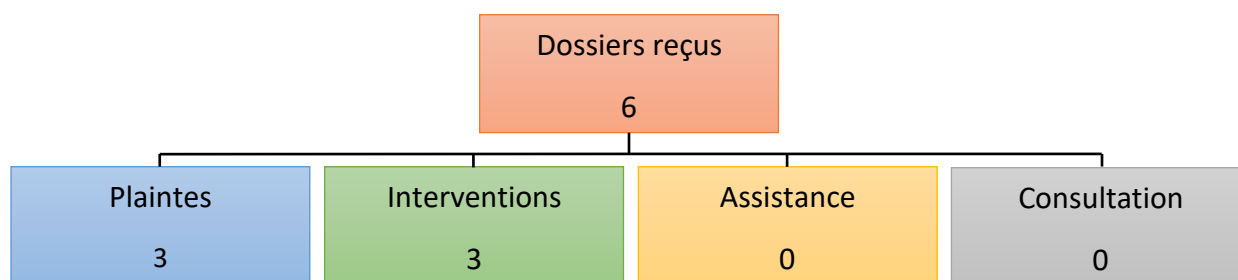 Dossiers reçus
6
Plaintes
3
Interventions
3
Assistance
0
Consultation
0